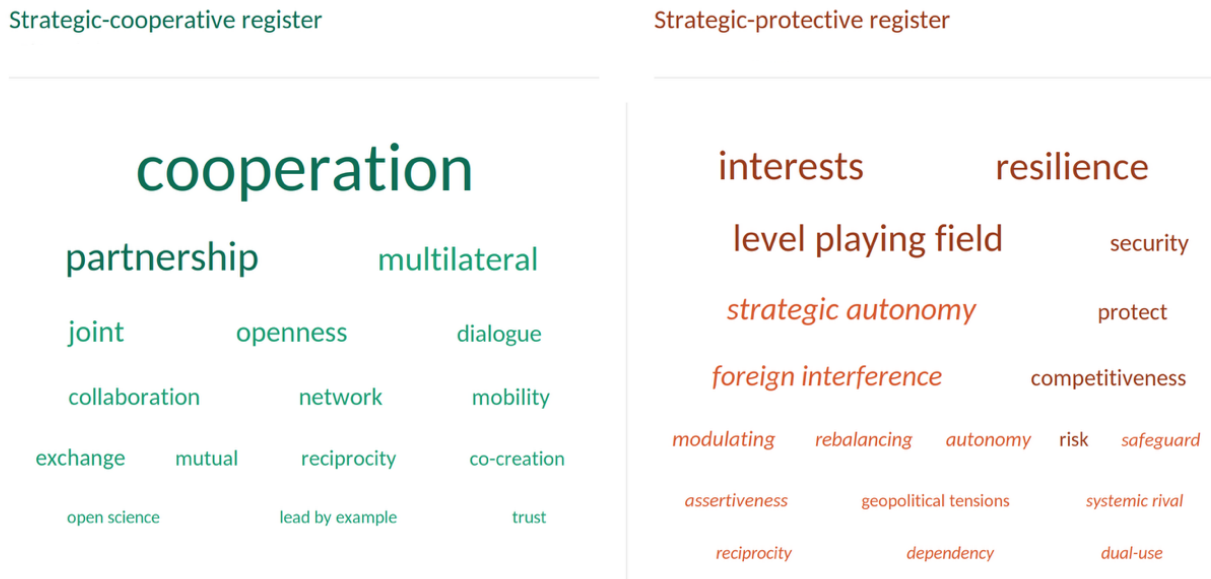 Strategic-cooperative register
cooperation
partnership multilateral
joint openness dialogue
collaboration network mobility
exchange mutual reciprocity co-creation
open science lead by example trust
Strategic-protective register
interests resilience
level playing field security
strategic autonomy protect
foreign interference competitiveness
modulating rebalancing autonomy risk safeguard
assertiveness geopolitical tensions systemic rival
reciprocity dependency dual-use